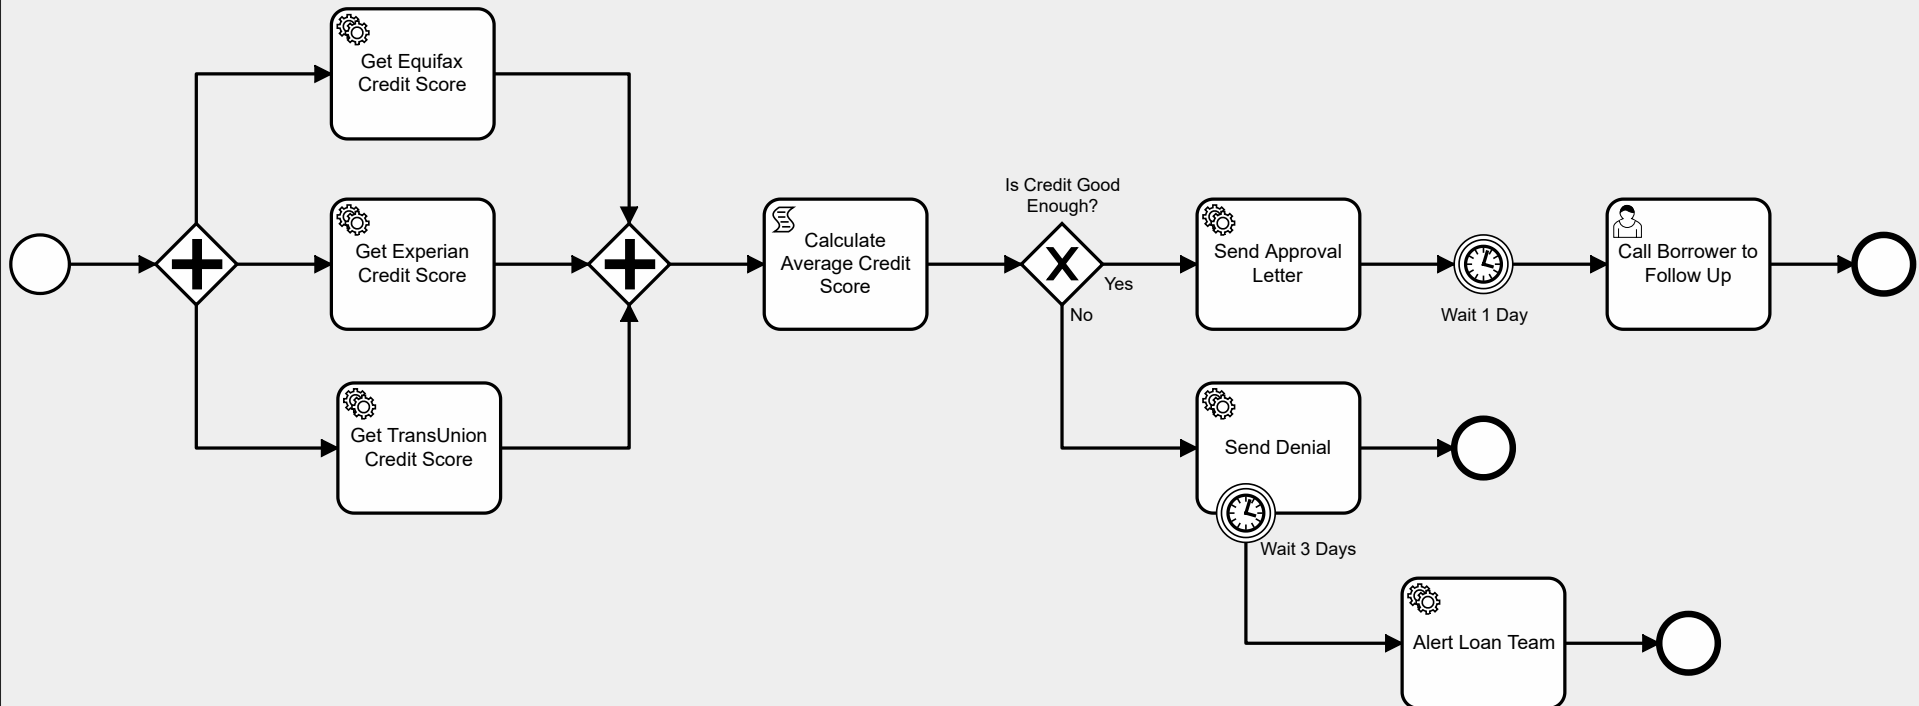 Get Equifax
Credit Score
Get Experian
Credit Score
Get TransUnion
Credit Score
Calculate
Average Credit
Score
Is Credit Good
Enough?
Yes
No
Send Approval
Letter
Wait 1 Day
Call Borrower to
Follow Up
Send Denial
Wait 3 Days
Alert Loan Team